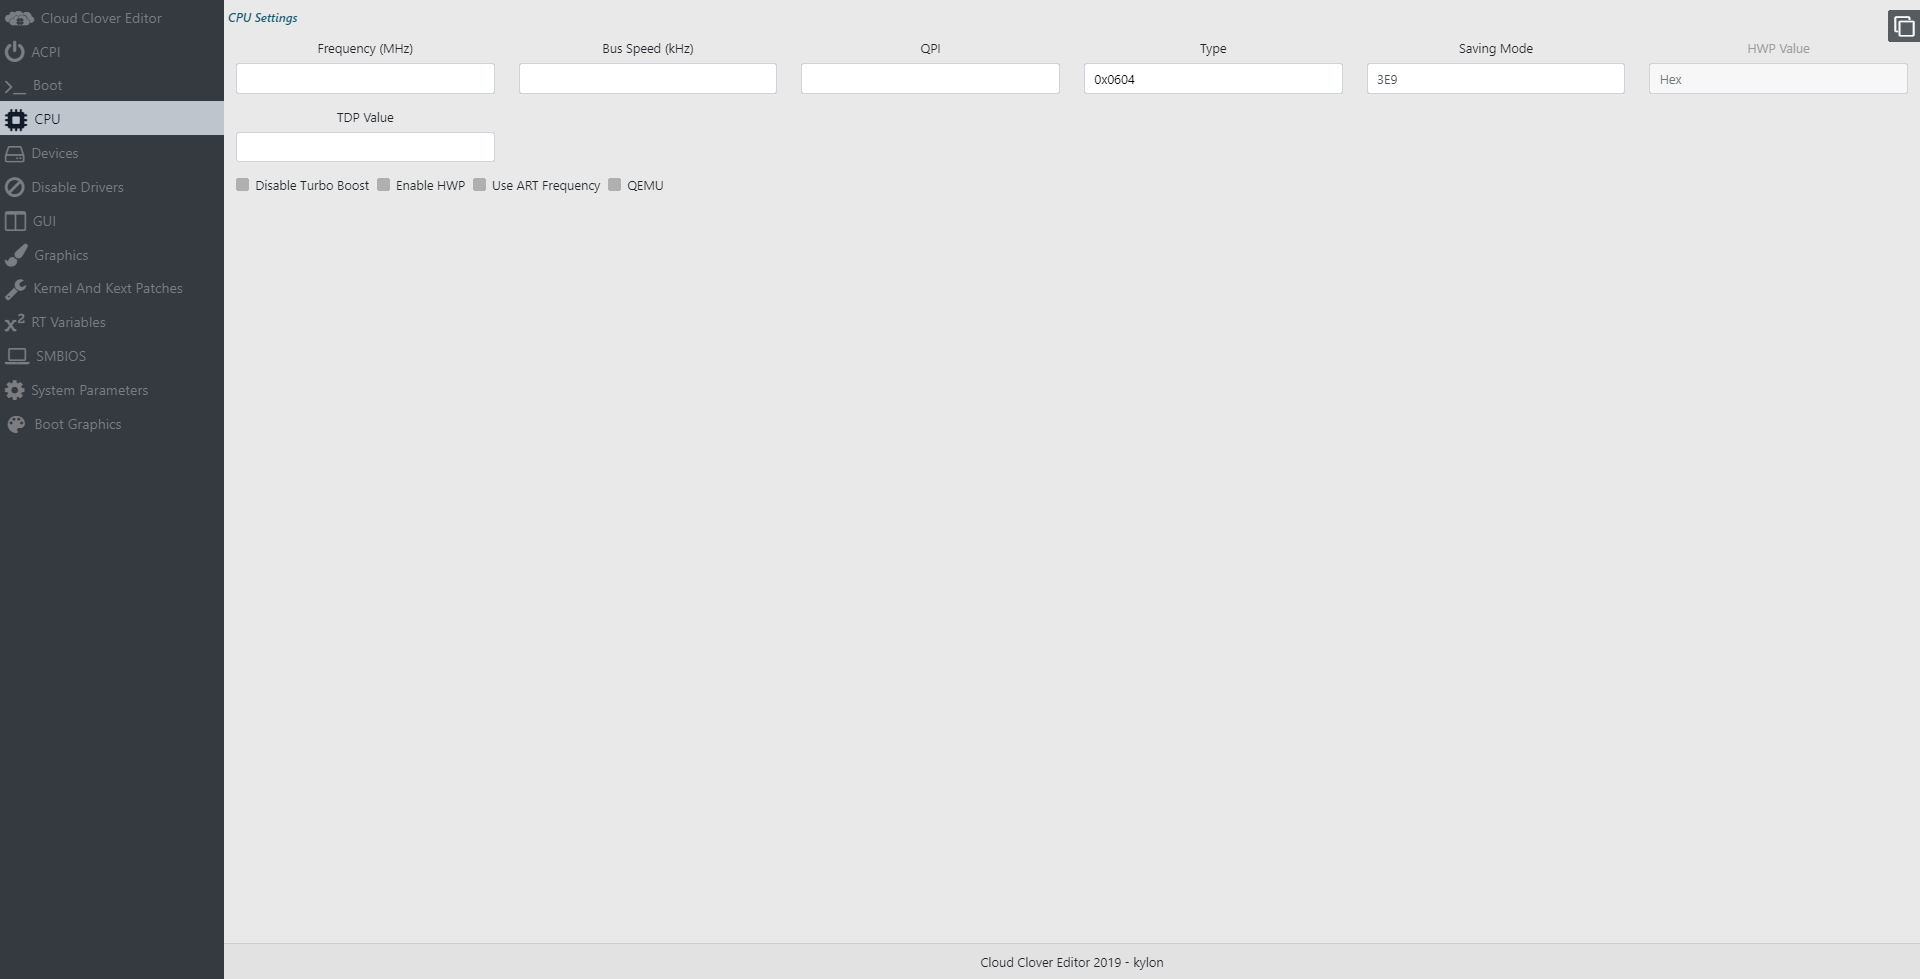 Cloud Clover Editor
ACPI
Boot
CPU
Devices
Disable Drivers
GUI
Graphics
Kernel And Kext Patches
RT Variables
SMBIOS
System Parameters
Boot Graphics
CPU Settings
Frequency (MHz)
Bus Speed (kHz)
QPI
Type
0x0604
Saving Mode
3E9
HWP Value
Hex
TDP Value
Disable Turbo Boost
Enable HWP
Use ART Frequency
QEMU
Cloud Clover Editor 2019 - kylon